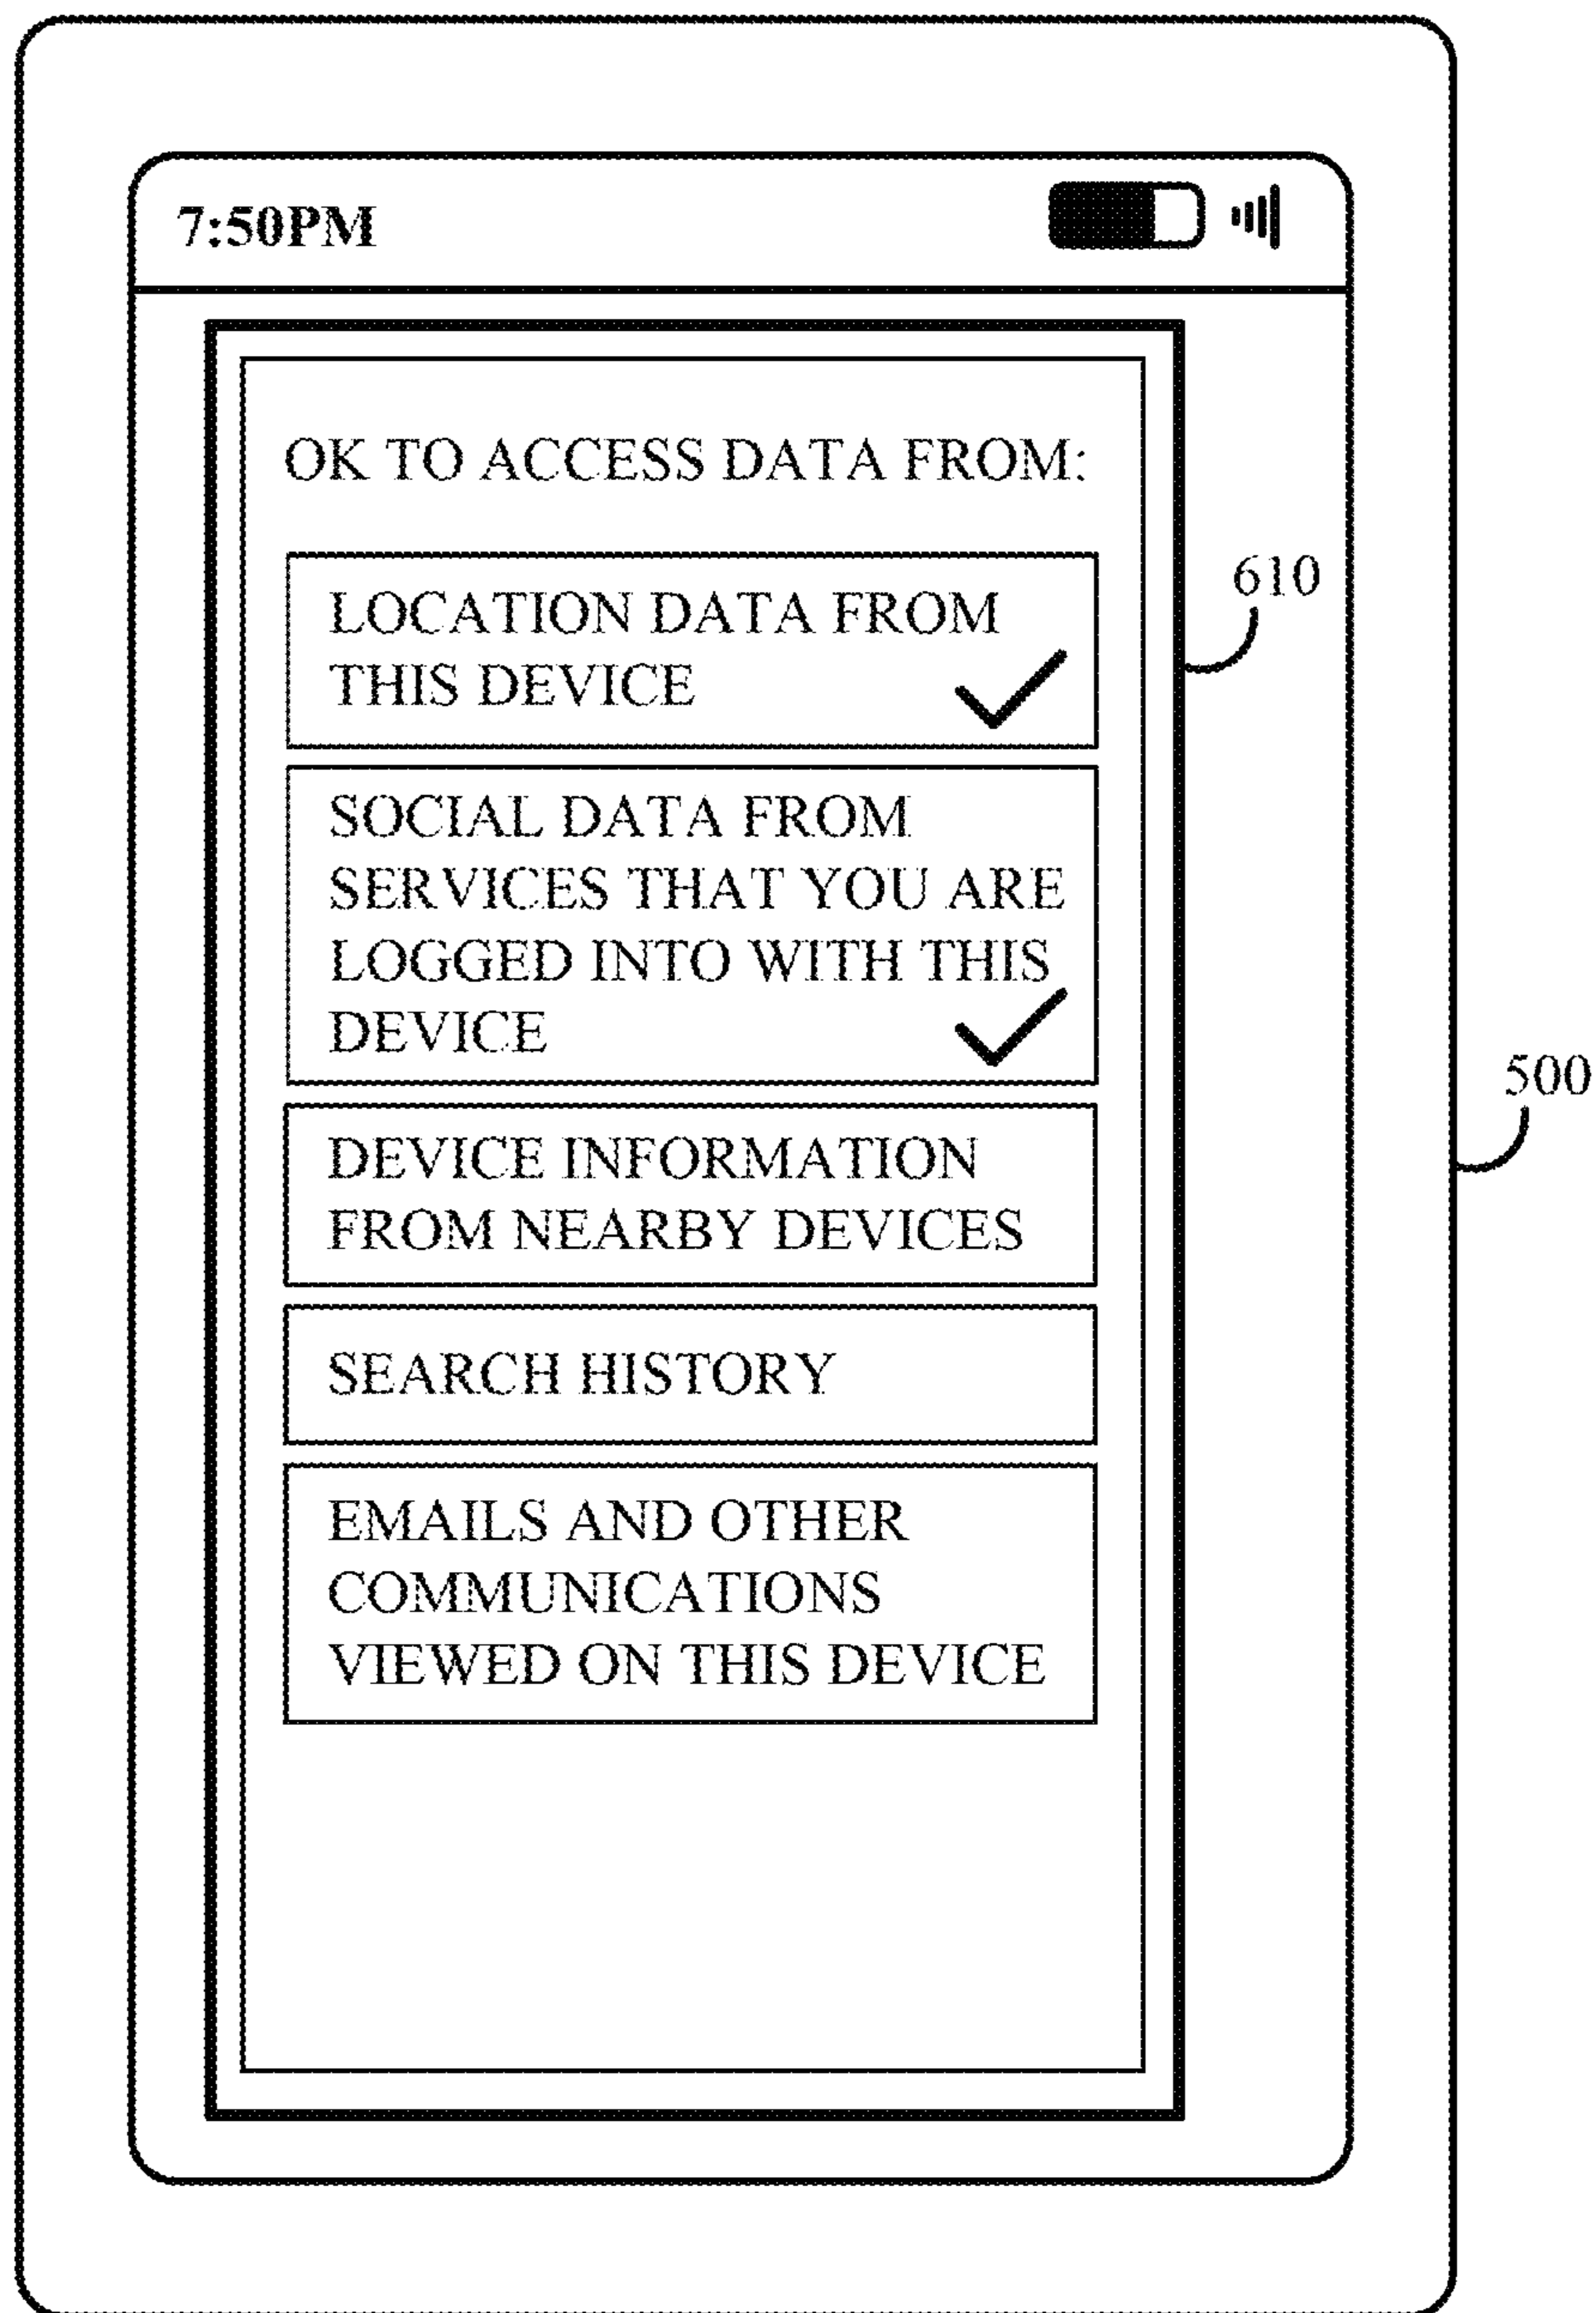 7:50PM
OK TO ACCESS DATA FROM:
LOCATION DATA FROM
THIS DEVICE
610
SOCIAL DATA FROM
SERVICES THAT YOU ARE
LOGGED INTO WITH THIS
DEVICE
500
DEVICE INFORMATION
FROM NEARBY DEVICES
SEARCH HISTORY
EMAILS AND OTHER
COMMUNICATIONS
VIEWED ON THIS DEVICE